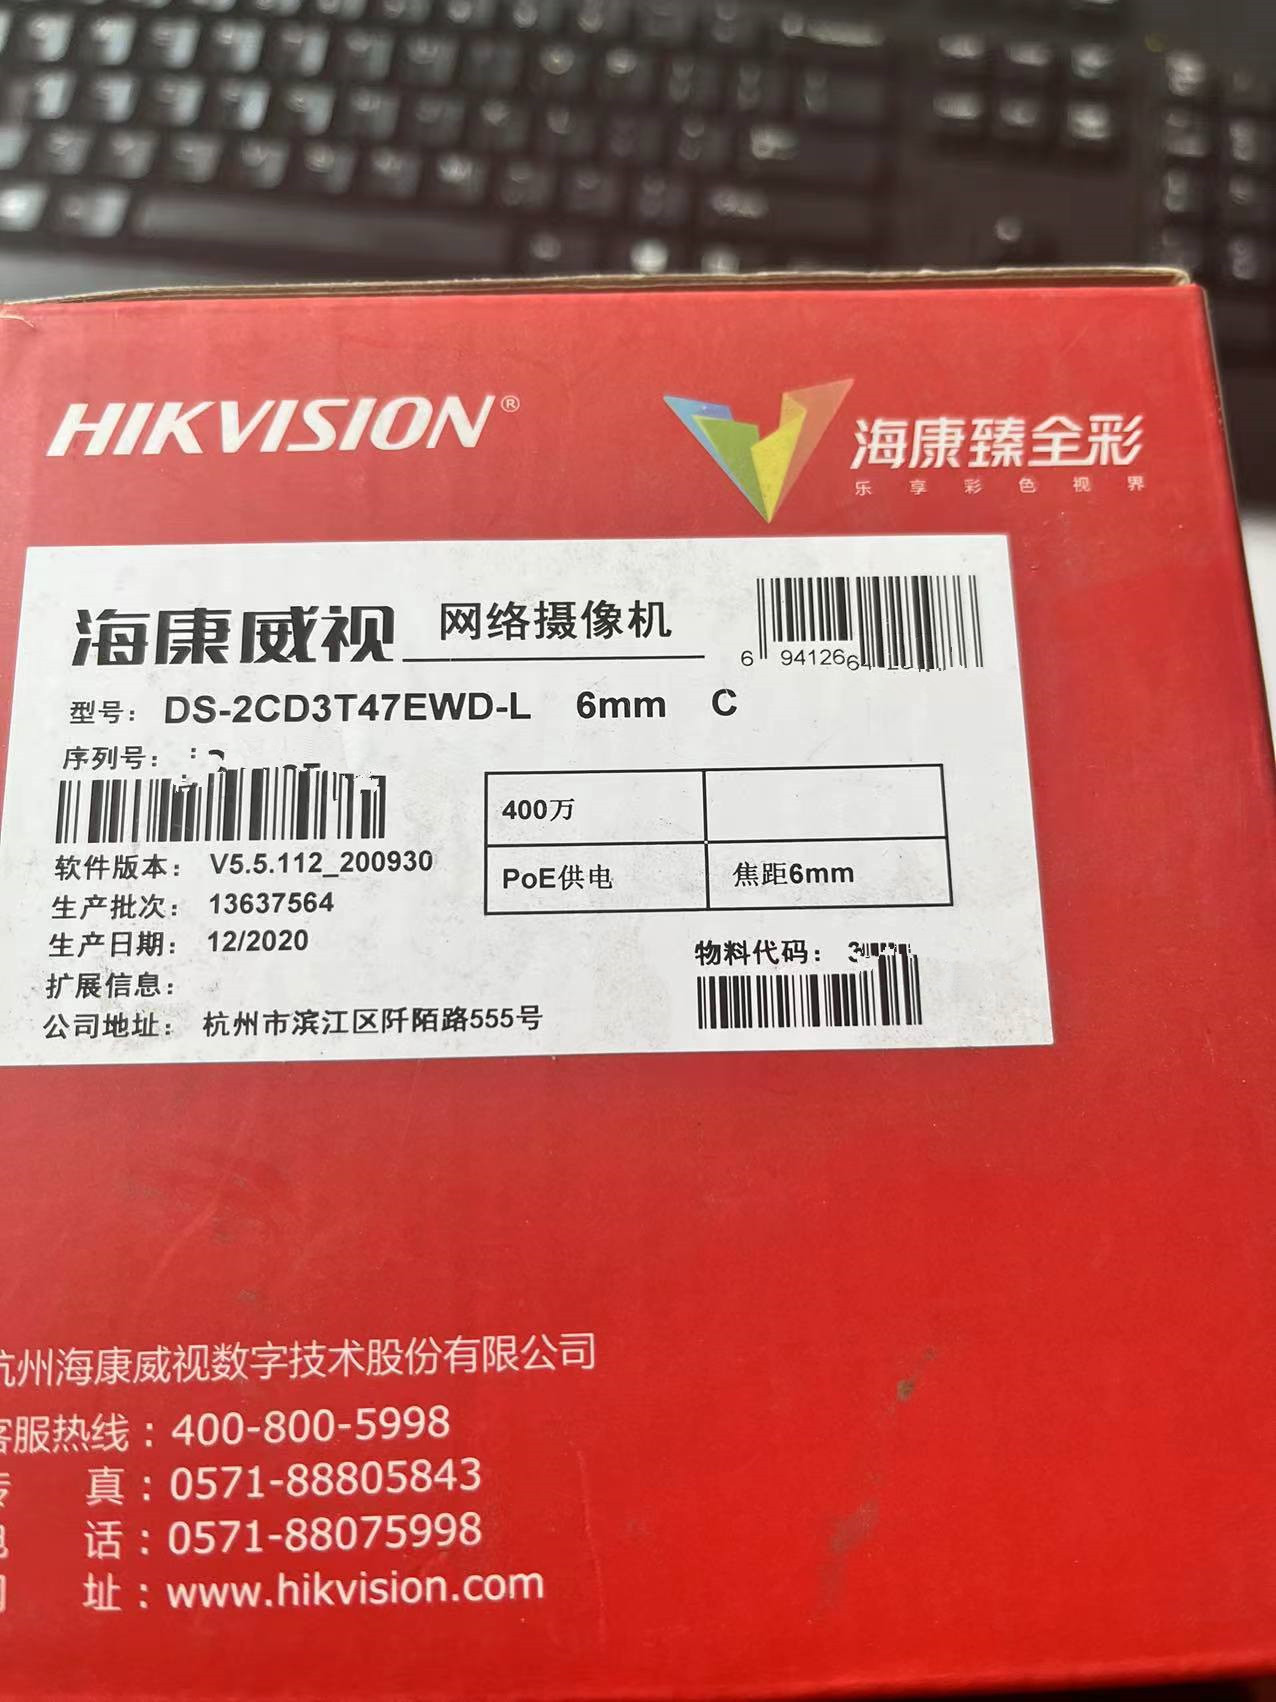 HIKVISION®
海康臻全彩
乐享彩色视界
海康威视 网络摄像机
型号: DS-2CD3T47EWD-L 6mm C
序列号:
软件版本: V5.5.112_200930
生产批次: 13637564
生产日期: 12/2020
扩展信息:
公司地址: 杭州市滨江区阡陌路555号
6 941266
400万
PoE供电 焦距6mm
物料代码: 3
杭州海康威视数字技术股份有限公司
客服热线:400-800-5998
真:0571-88805843
话:0571-88075998
址:www.hikvision.com